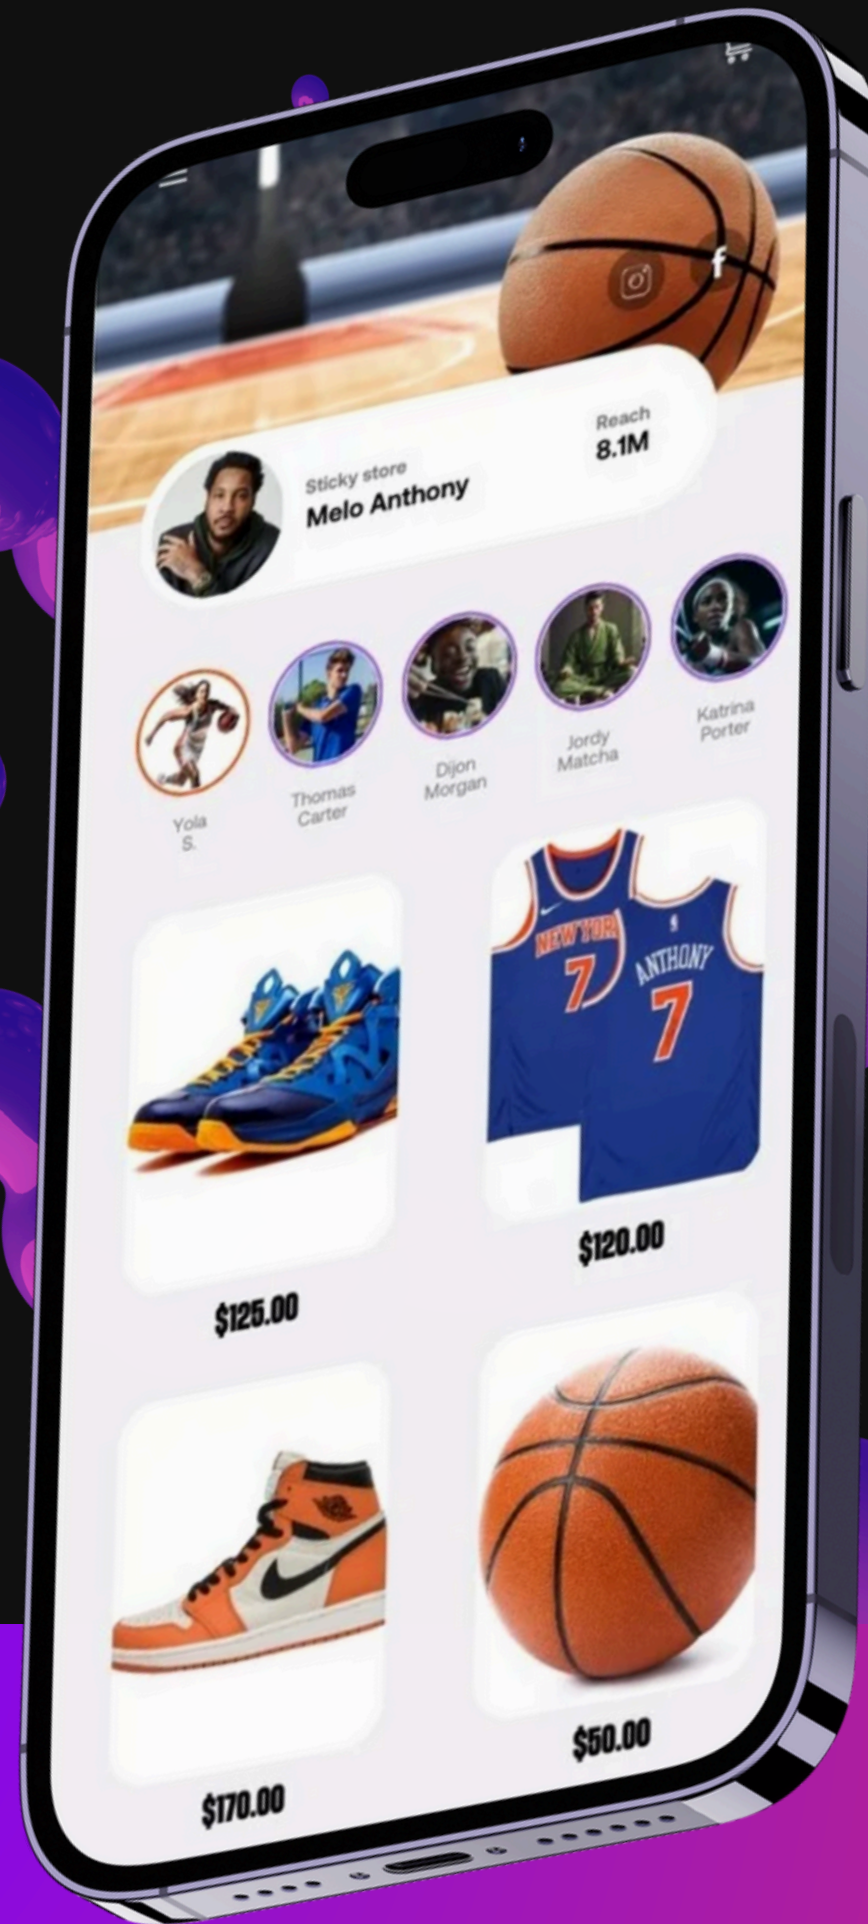 Sticky store
Melo Anthony
Reach
8.1M
Yola
S.
Thomas
Carter
Dijon
Morgan
Jordy
Matcha
Katrina
Porter
NEW YORK
7
ANTHONY
7
$125.00
$120.00
$170.00
$50.00